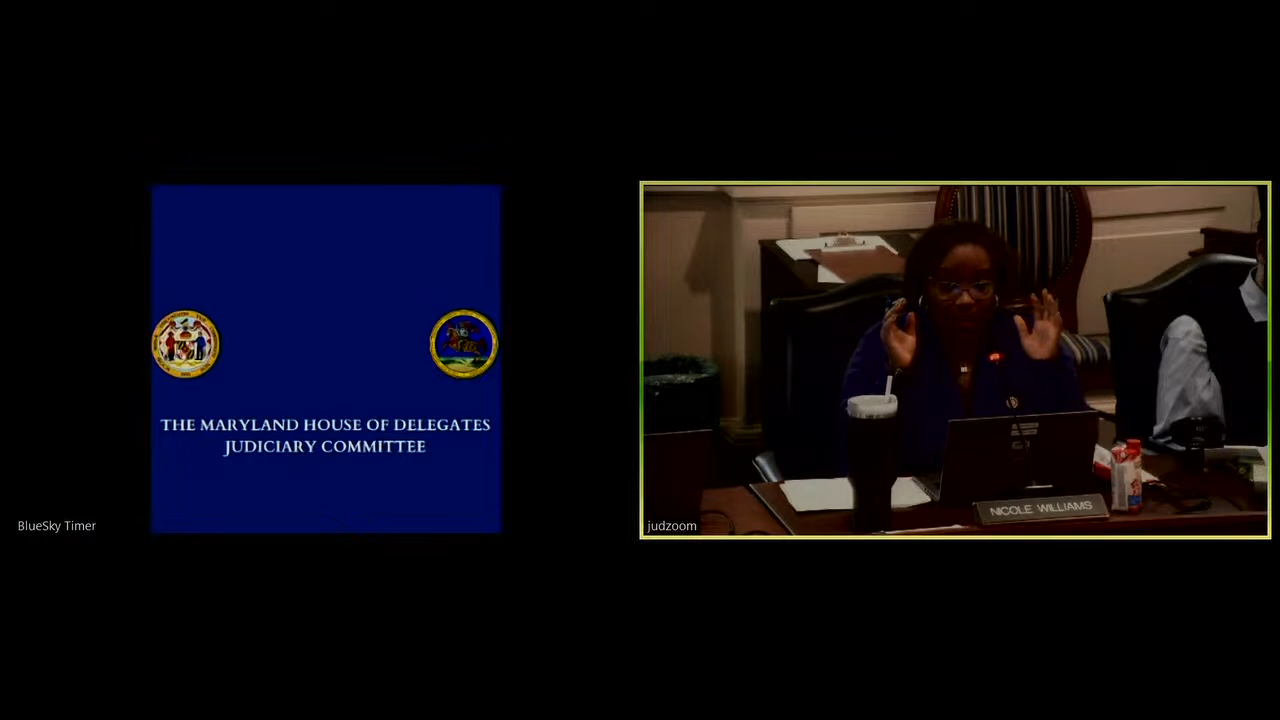 THE MARYLAND HOUSE OF DELEGATES
JUDICIARY COMMITTEE
BlueSky Timer
NICOLE WILLIAMS
judzoom